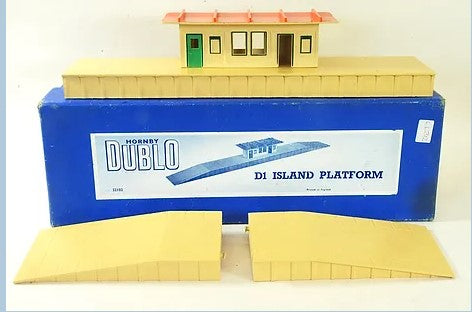 HORNBY
DUBLO
D1 ISLAND PLATFORM